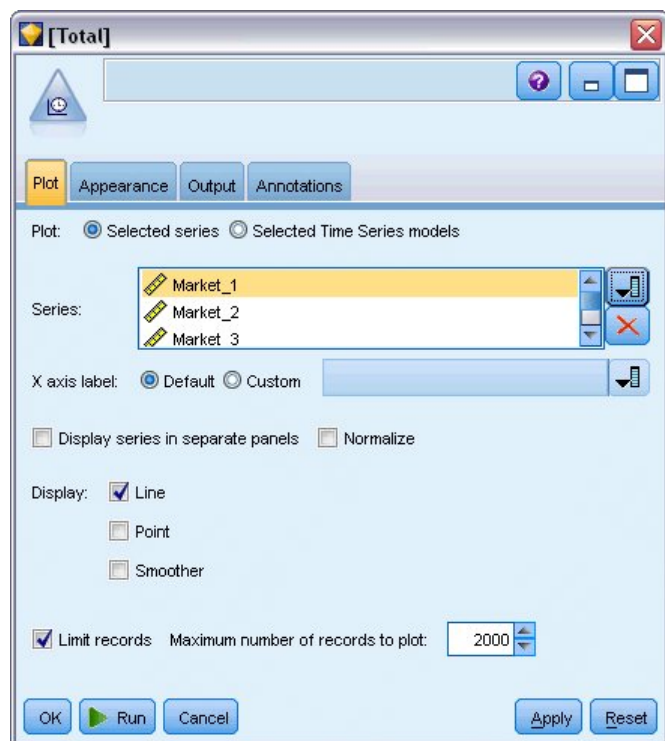 [Total]
?
Plot Appearance Output Annotations
Plot: Selected series Selected Time Series models
Series:
Market_1
Market_2
Market_3
X axis label: Default Custom
Display series in separate panels Normalize
Display: Line
Point
Smoother
Limit records Maximum number of records to plot: 2000
OK Run Cancel Apply Reset